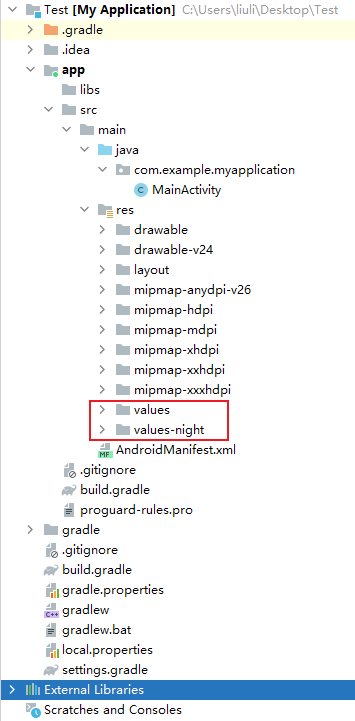 Test [My Application] C:\Users\liuli\Desktop\Test
.gradle
.idea
app
libs
src
main
java
com.example.myapplication
MainActivity
res
drawable
drawable-v24
layout
mipmap-anydpi-v26
mipmap-hdpi
mipmap-mdpi
mipmap-xhdpi
mipmap-xxhdpi
mipmap-xxxhdpi
values
values-night
AndroidManifest.xml
.gitignore
build.gradle
proguard-rules.pro
gradle
.gitignore
build.gradle
gradle.properties
gradlew
gradlew.bat
local.properties
settings.gradle
External Libraries
Scratches and Consoles